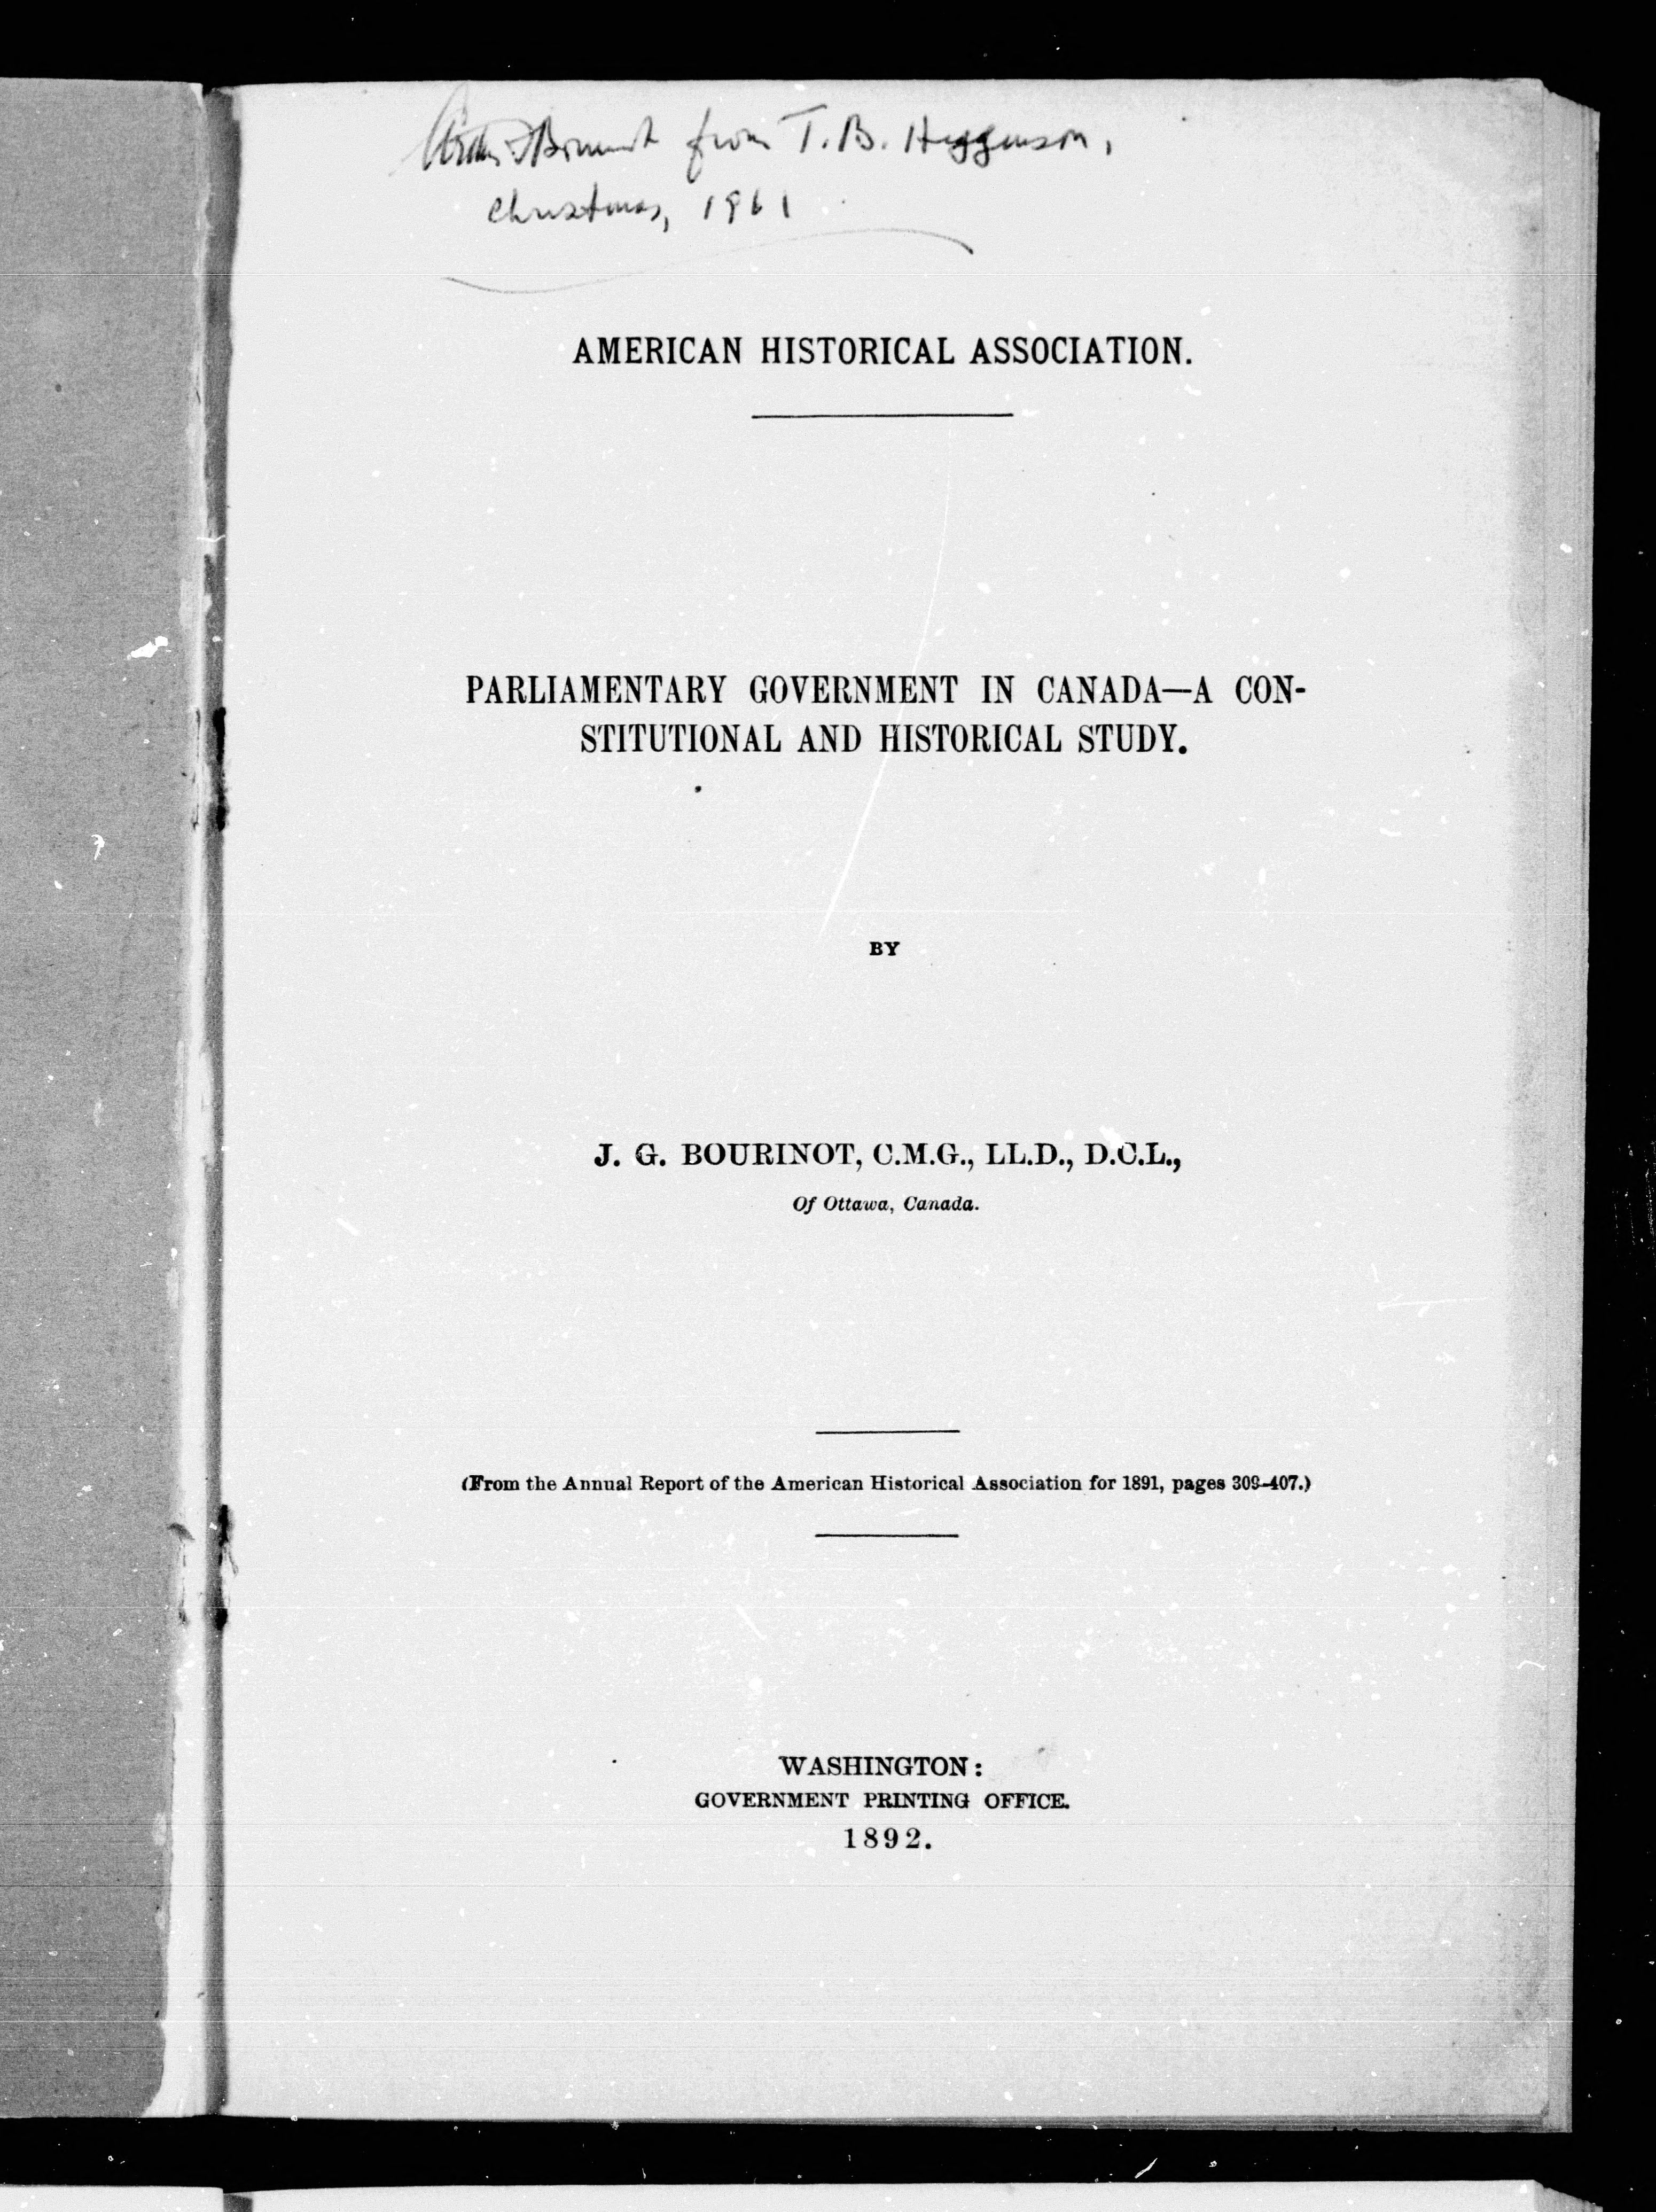 from T. B. Higginson,
Christmas, 1961
AMERICAN HISTORICAL ASSOCIATION.
PARLIAMENTARY GOVERNMENT IN CANADA—A CON-
STITUTIONAL AND HISTORICAL STUDY.
BY
J. G. BOURINOT, C.M.G., LL.D., D.C.L.,
Of Ottawa, Canada.
(From the Annual Report of the American Historical Association for 1891, pages 309-407.)
WASHINGTON:
GOVERNMENT PRINTING OFFICE.
1892.